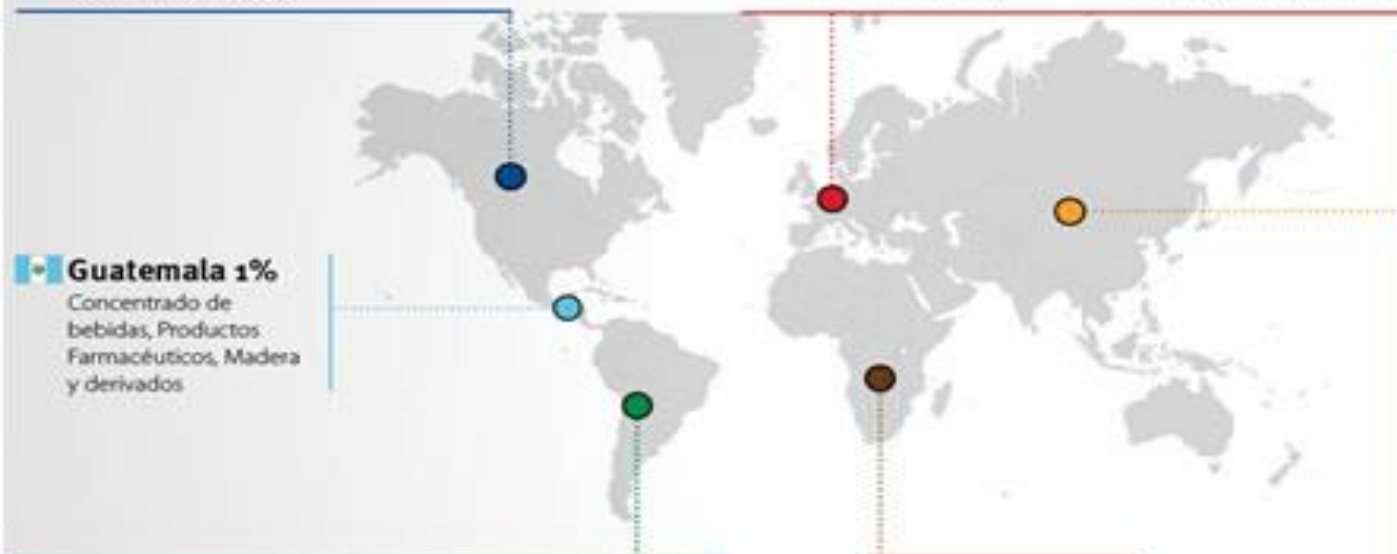 Guatemala 1%
Concentrado de
bebidas, Productos
Farmacéuticos, Madera
y derivados